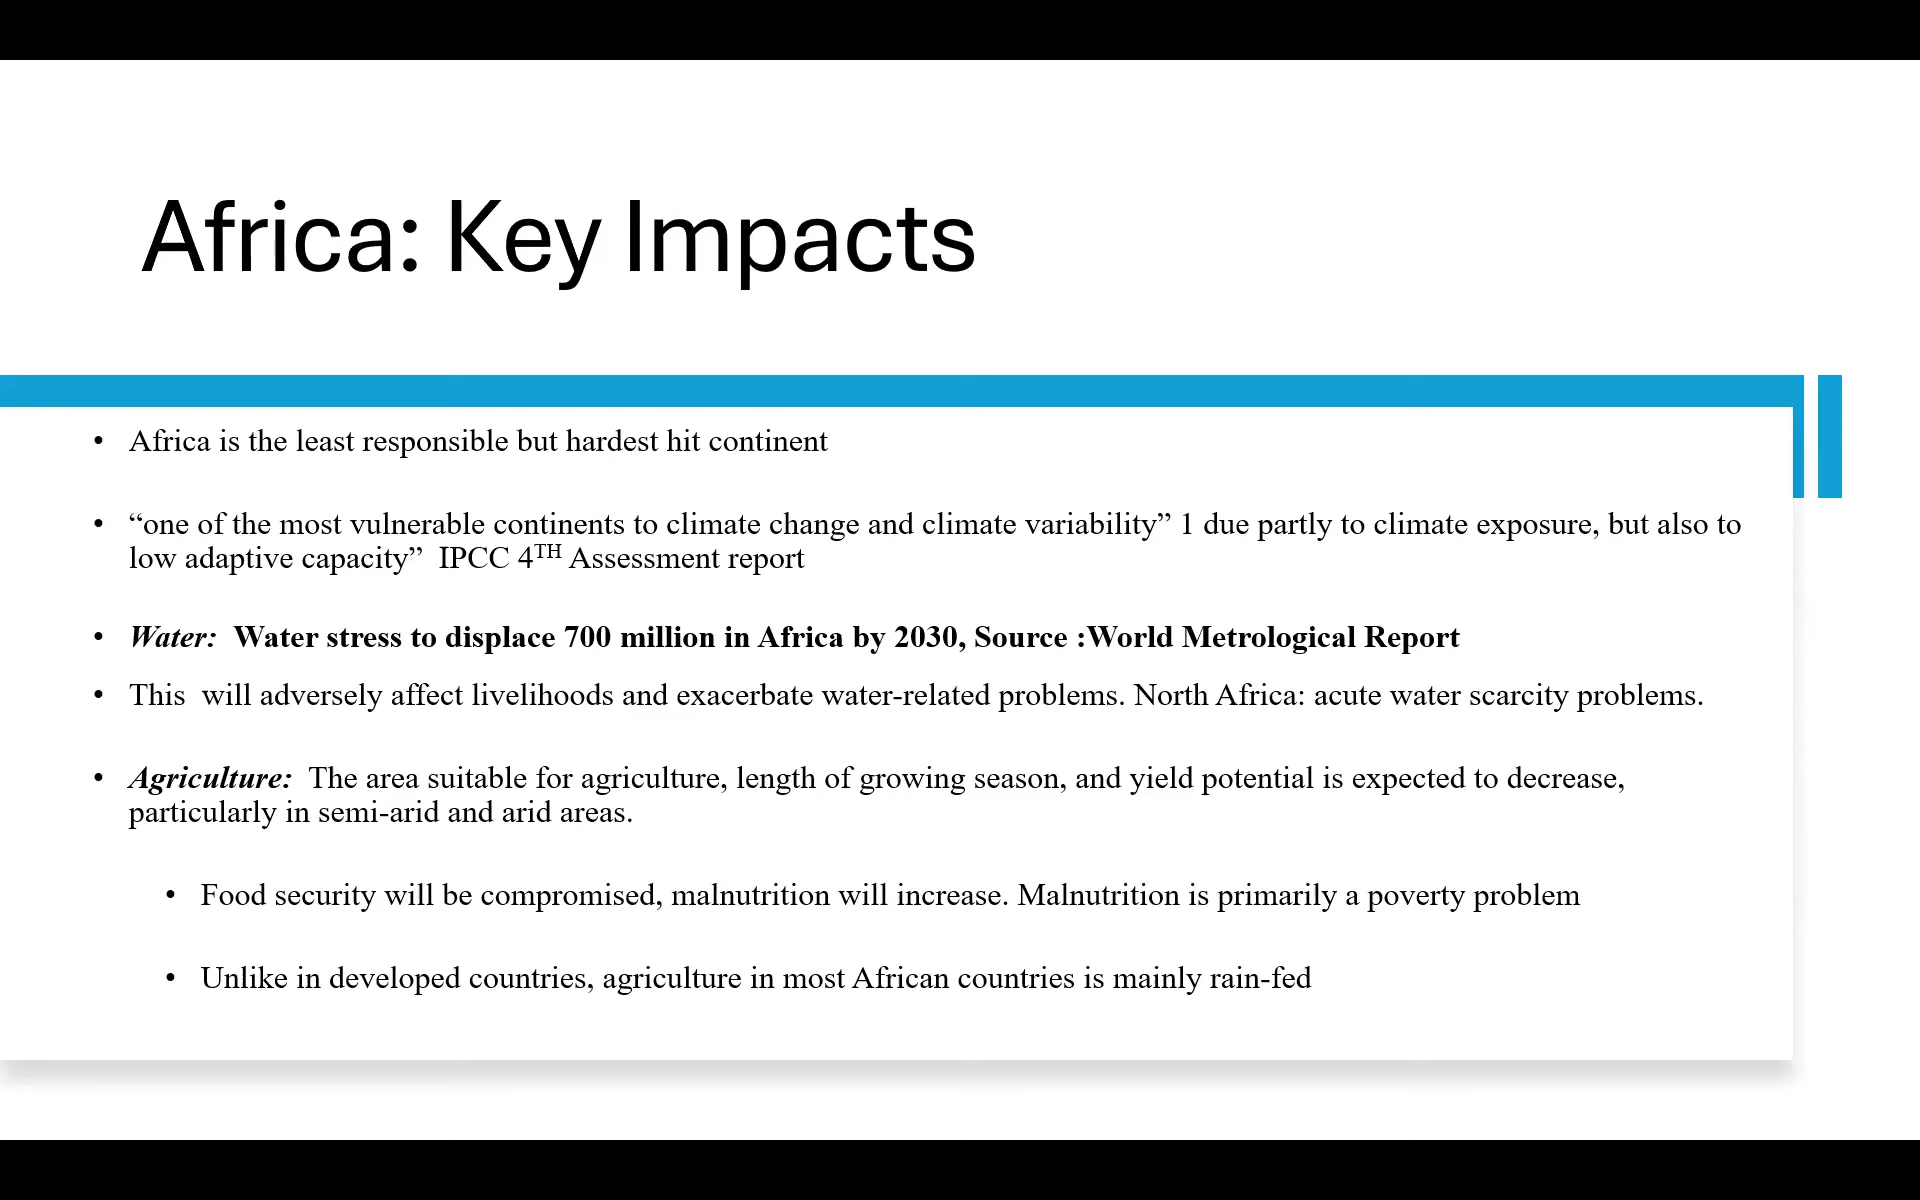 Africa: Key Impacts
• Africa is the least responsible but hardest hit continent
• “one of the most vulnerable continents to climate change and climate variability” 1 due partly to climate exposure, but also to
low adaptive capacity”  IPCC 4TH Assessment report
• Water:  Water stress to displace 700 million in Africa by 2030, Source :World Metrological Report
• This  will adversely affect livelihoods and exacerbate water-related problems. North Africa: acute water scarcity problems.
• Agriculture:  The area suitable for agriculture, length of growing season, and yield potential is expected to decrease,
particularly in semi-arid and arid areas.
• Food security will be compromised, malnutrition will increase. Malnutrition is primarily a poverty problem
• Unlike in developed countries, agriculture in most African countries is mainly rain-fed